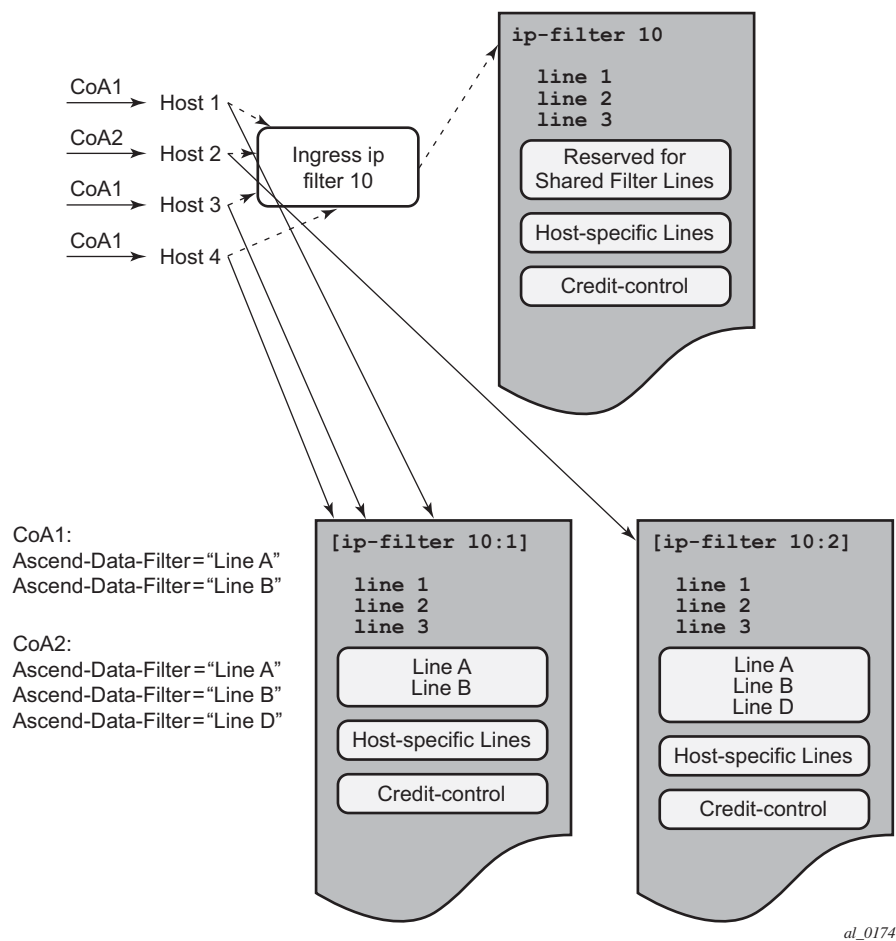 ip-filter 10
line 1
line 2
line 3
Reserved for
Shared Filter Lines
Host-specific Lines
Credit-control
CoA1
Host 1
CoA2
Host 2
CoA1
Host 3
CoA1
Host 4
Ingress ip
filter 10
CoA1:
Ascend-Data-Filter=“Line A”
Ascend-Data-Filter=“Line B”
CoA2:
Ascend-Data-Filter=“Line A”
Ascend-Data-Filter=“Line B”
Ascend-Data-Filter=“Line D”
[ip-filter 10:1]
line 1
line 2
line 3
Line A
Line B
Host-specific Lines
Credit-control
[ip-filter 10:2]
line 1
line 2
line 3
Line A
Line B
Line D
Host-specific Lines
Credit-control
al_0174